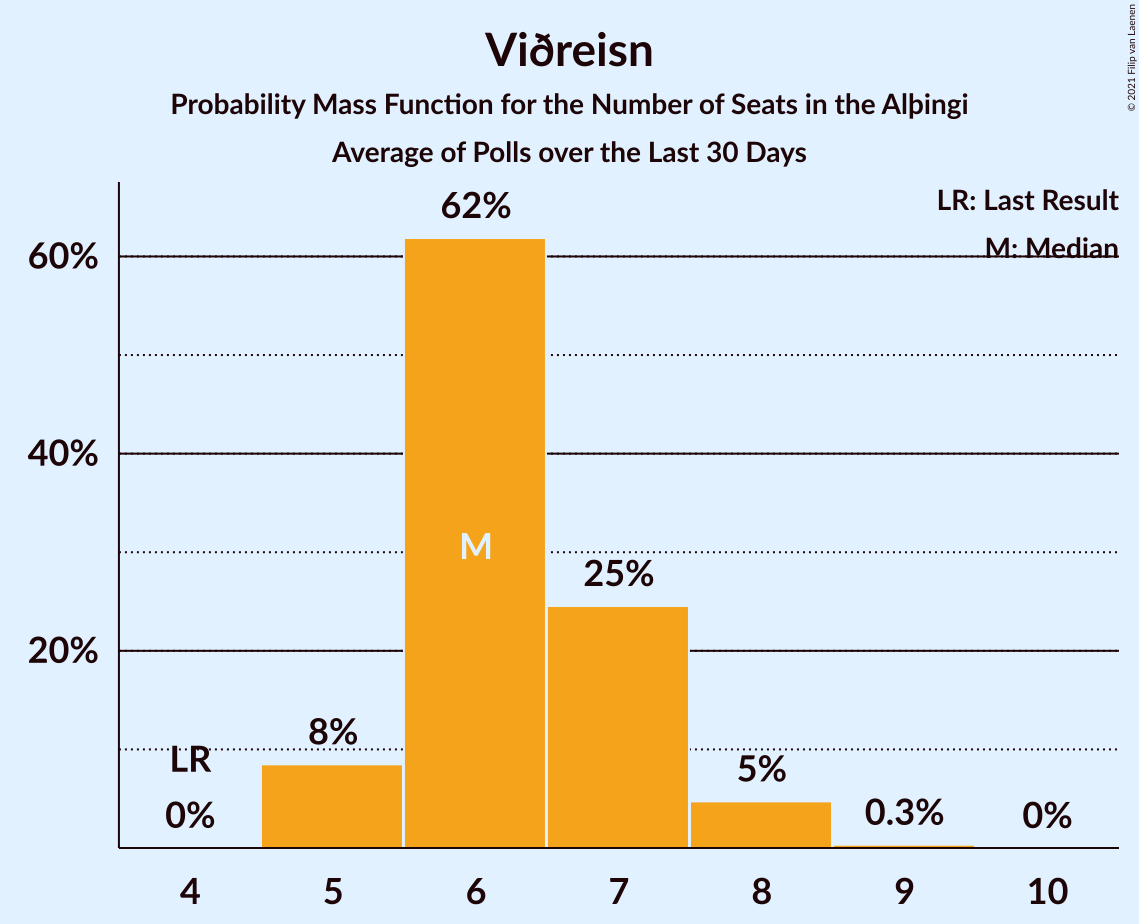 Viðreisn
Probability Mass Function for the Number of Seats in the Alþingi
Average of Polls over the Last 30 Days
© 2021 Filip van Laenen
LR: Last Result
M: Median
62%
60%
40%
M
25%
20%
8%
LR
5%
0%
0.3%
0%
4 5 6 7 8 9 10